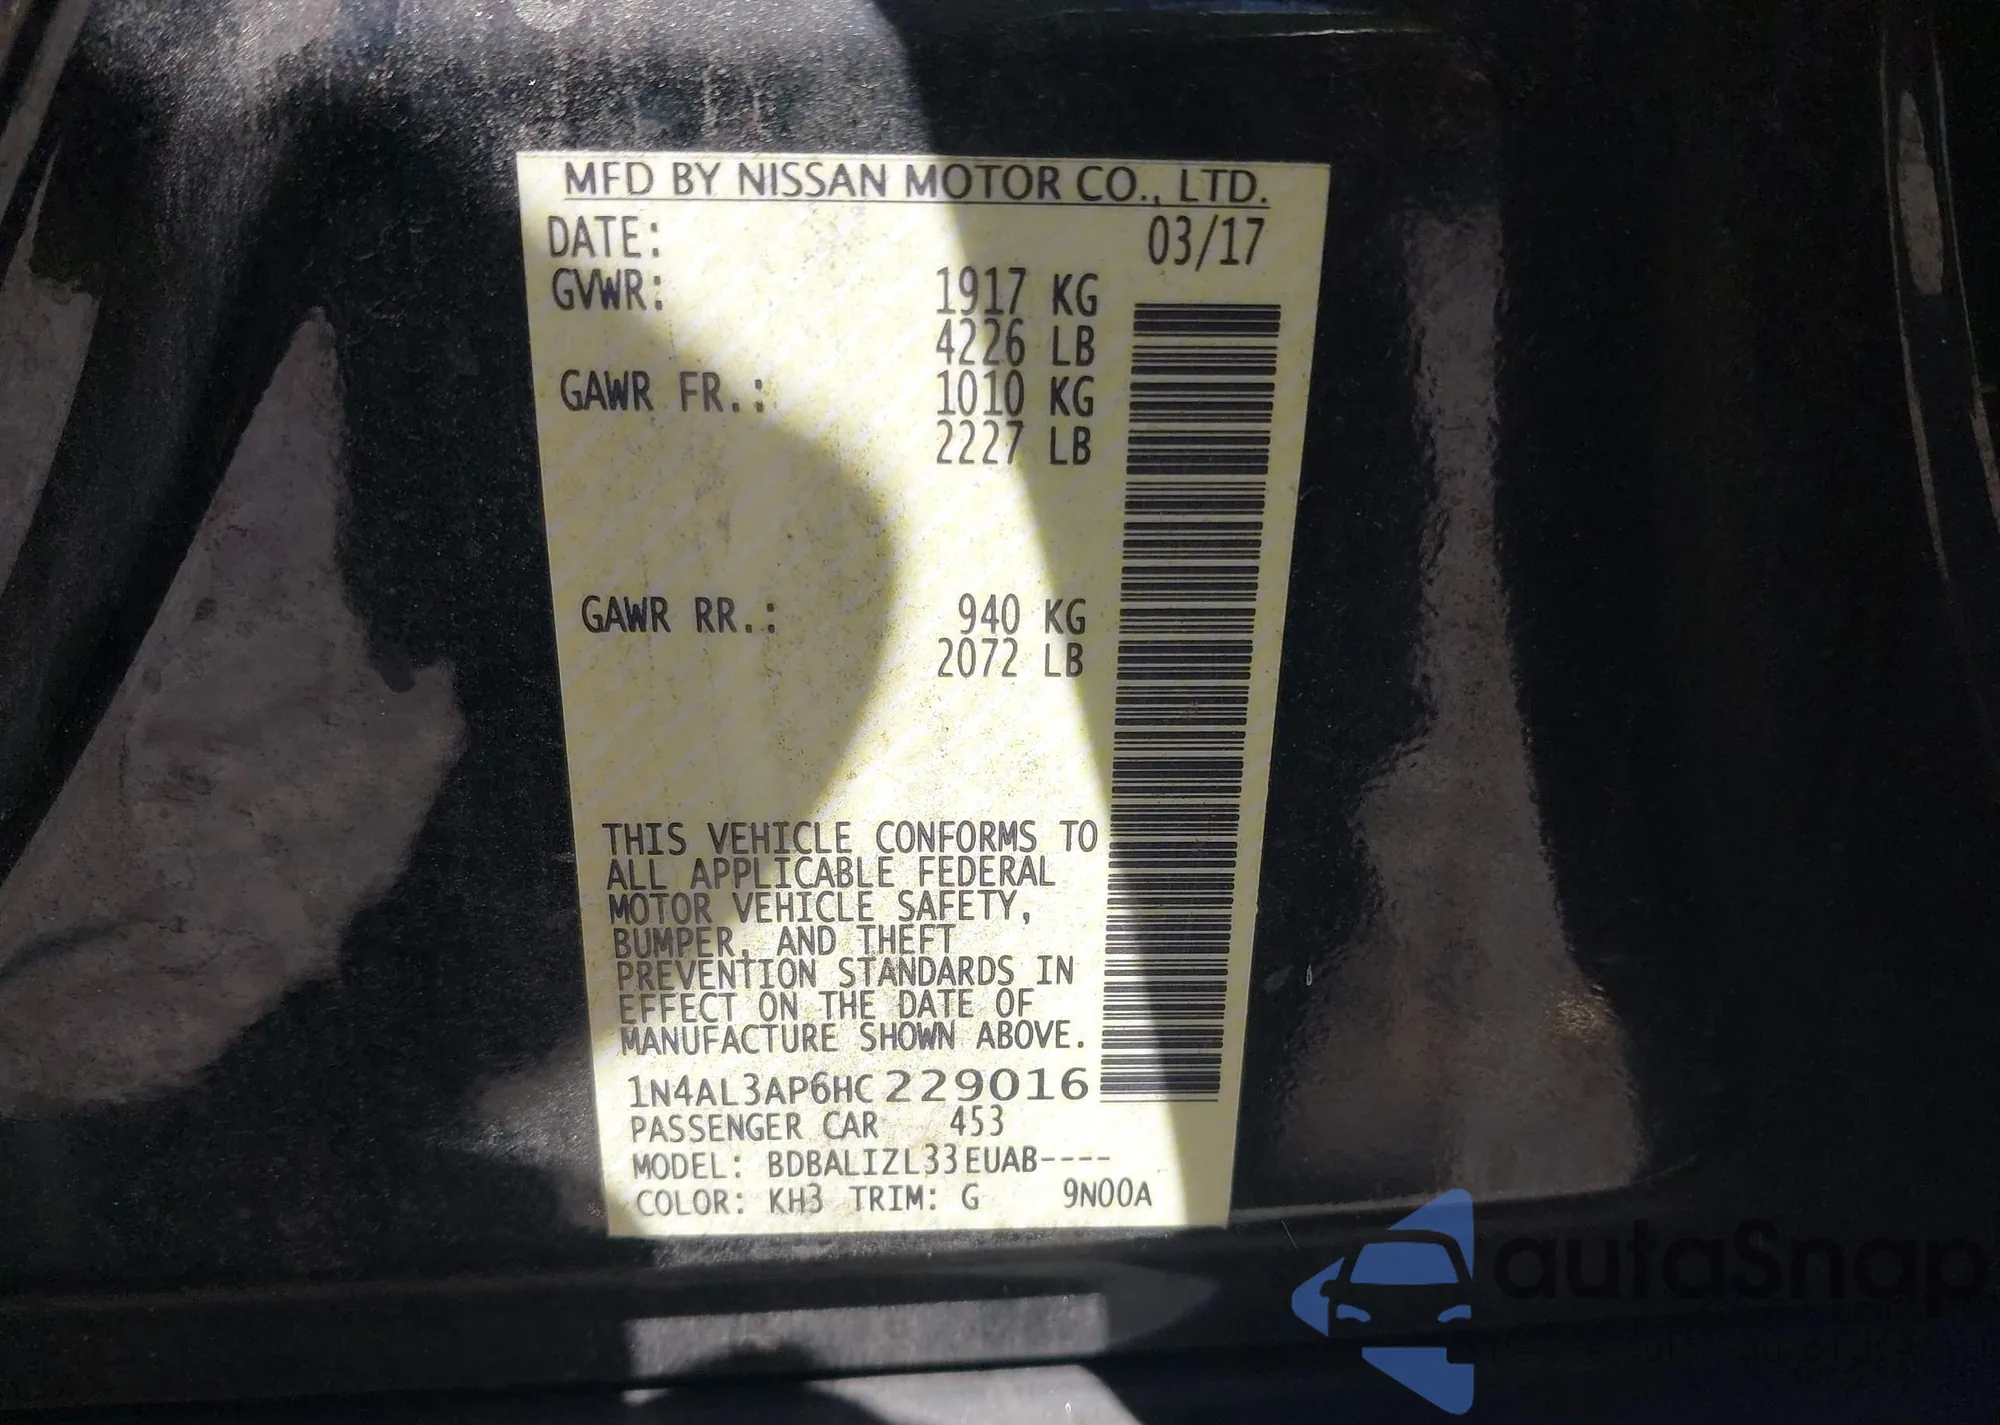 MFD BY NISSAN MOTOR CO., LTD.
DATE: 03/17
GVWR: 1917 KG
4226 LB
GAWR FR.: 1010 KG
2227 LB
GAWR RR.: 940 KG
2072 LB
THIS VEHICLE CONFORMS TO
ALL APPLICABLE FEDERAL
MOTOR VEHICLE SAFETY,
BUMPER, AND THEFT
PREVENTION STANDARDS IN
EFFECT ON THE DATE OF
MANUFACTURE SHOWN ABOVE.
1N4AL3AP6HC229016
PASSENGER CAR 453
MODEL: BDBALIZL33EUAB----
COLOR: KH3 TRIM: G 9N00A
autaSnap